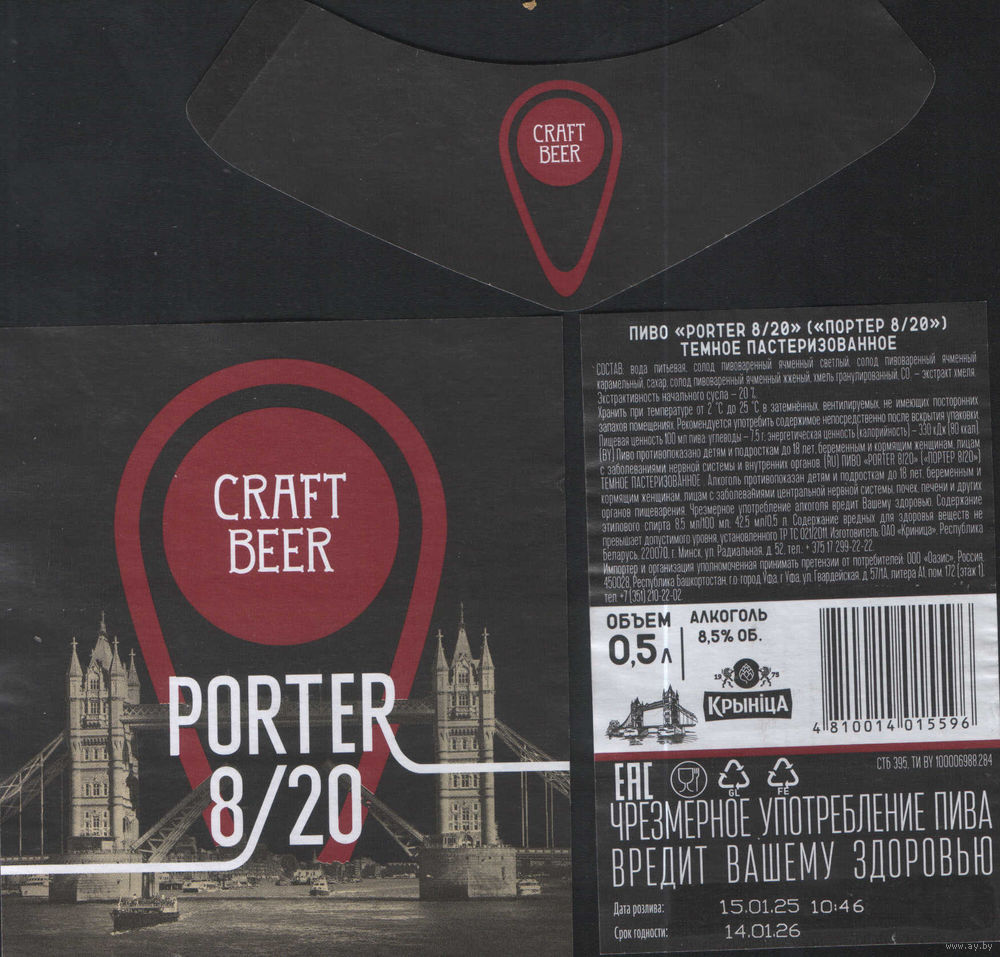 CRAFT
BEER
CRAFT
BEER
PORTER
8/20
ПИВО «PORTER 8/20» («ПОРТЕР 8/20»)
ТЕМНОЕ ПАСТЕРИЗОВАННОЕ
СОСТАВ: вода питьевая, солод пивоваренный ячменный светлый, солод пивоваренный ячменный
карамельный, сахар, солод пивоваренный ячменный жженый, хмель гранулированный, СО₂ – экстракт хмеля.
Экстрактивность начального сусла – 20 %.
Хранить при температуре от 2 °С до 25 °С в затемнённых, вентилируемых, не имеющих посторонних
запахов помещениях. Рекомендуется употребить содержимое непосредственно после вскрытия упаковки.
Пищевая ценность 100 мл пива: углеводы – 7,5 г; энергетическая ценность (калорийность) – 330 кДж (80 ккал)
(BY) Пиво противопоказано детям и подросткам до 18 лет, беременным и кормящим женщинам, лицам
с заболеваниями нервной системы и внутренних органов. (RU) ПИВО «PORTER 8/20» («ПОРТЕР 8/20»)
ТЕМНОЕ ПАСТЕРИЗОВАННОЕ . Алкоголь противопоказан детям и подросткам до 18 лет, беременным и
кормящим женщинам, лицам с заболеваниями центральной нервной системы, почек, печени и других
органов пищеварения. Чрезмерное употребление алкоголя вредит Вашему здоровью. Содержание
этилового спирта 8,5 мл/100 мл, 42,5 мл/0,5 л. Содержание вредных для здоровья веществ не
превышает допустимого уровня, установленного ТР ТС 021/2011. Изготовитель: ОАО «Криница», Республика
Беларусь, 220070, г. Минск, ул. Радиальная, д. 52, тел. + 375 17 299-22-22.
Импортер и организация уполномоченная принимать претензии от потребителей: ООО «Оазис», Россия,
450028, Республика Башкортостан, г.о. город Уфа, г Уфа, ул. Гвардейская, д. 57/1А, литера А1, пом. 172 (этаж 1),
тел. +7 (351) 210-22-02.
ОБЪЕМ
0,5 л
АЛКОГОЛЬ
8,5% ОБ.
19 75
КРЫНІЦА
4 810014 015596
СТБ 395, ТИ BY 100006988.284
EAC
GL
FE
ЧРЕЗМЕРНОЕ УПОТРЕБЛЕНИЕ ПИВА
ВРЕДИТ ВАШЕМУ ЗДОРОВЬЮ
Дата розлива: 15.01.25 10:46
Срок годности: 14.01.26
www.ay.by